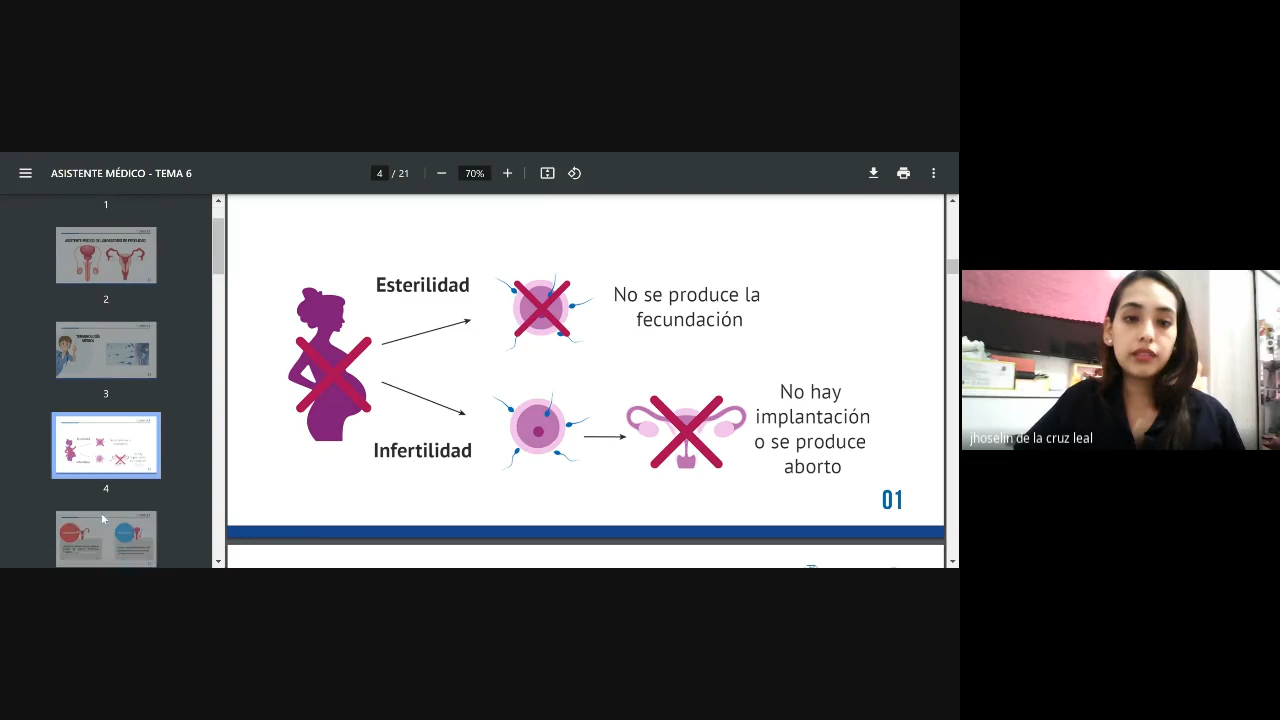 ASISTENTE MÉDICO - TEMA 6
4 / 21
70%
1
2
3
4
Esterilidad
No se produce la
fecundación
Infertilidad
No hay
implantación
o se produce
aborto
01
jhoselin de la cruz leal